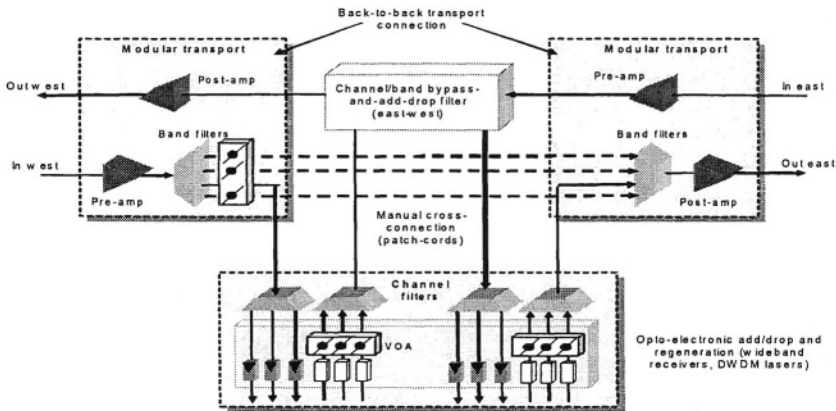 Back-to-back transport
connection
Modular transport
Modular transport
Out west
Post-amp
Channel/band bypass-
and-add-drop filter
(east-west)
Pre-amp
In east
Band filters
Band filters
In west
Out east
Pre-amp
Post-amp
Manual cross-
connection
(patch-cords)
Channel
filters
VOA
Opto-electronic add/drop and
regeneration (wideband
receivers, DWDM lasers)